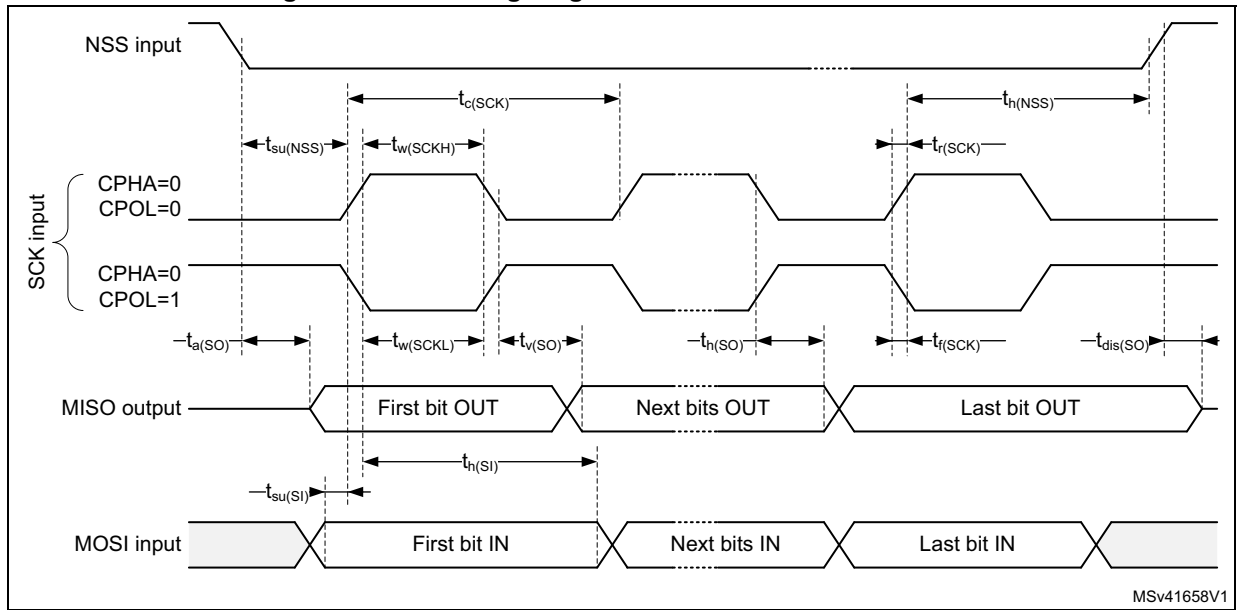 NSS input
tc(SCK)
th(NSS)
tsu(NSS)
tw(SCKH)
tr(SCK)
SCK input
CPHA=0
CPOL=0
CPHA=0
CPOL=1
ta(SO)
tw(SCKL)
tv(SO)
th(SO)
tf(SCK)
tdis(SO)
MISO output
First bit OUT
Next bits OUT
Last bit OUT
th(SI)
tsu(SI)
MOSI input
First bit IN
Next bits IN
Last bit IN
MSv41658V1